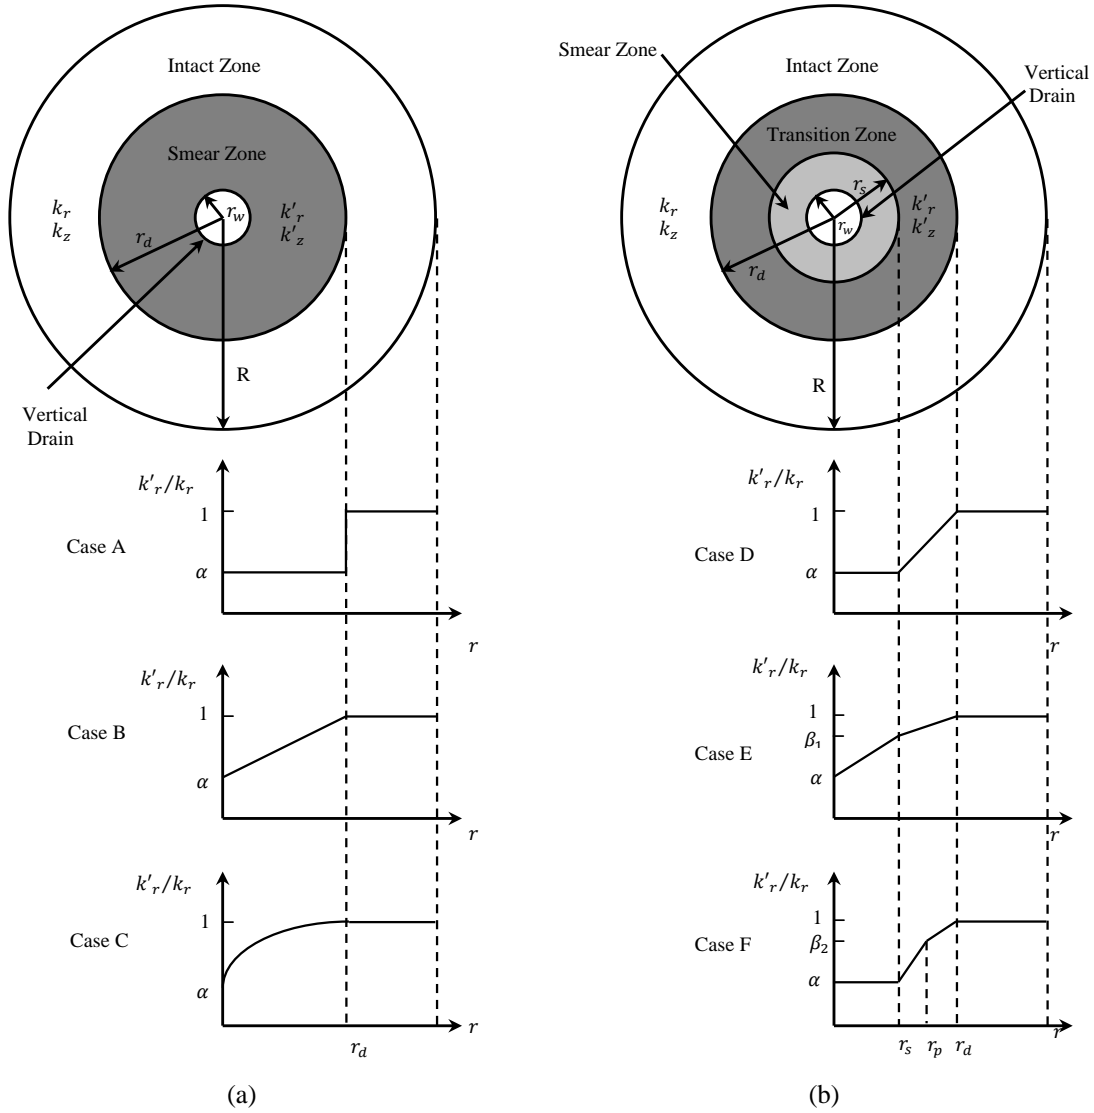 Intact Zone
Smear Zone
k_r
k_z
r_w
k'_r
k'_z
r_d
R
Vertical
Drain
k'_r/k_r
1
Case A
α
r
k'_r/k_r
1
Case B
α
r
k'_r/k_r
1
Case C
α
r
r_d
(a)
Smear Zone
Intact Zone
Vertical
Drain
Transition Zone
r_s
k_r
k_z
k'_r
k'_z
r_w
r_d
R
k'_r/k_r
1
Case D
α
r
k'_r/k_r
1
β₁
Case E
α
r
k'_r/k_r
1
β₂
Case F
α
r
r_s r_p r_d
(b)